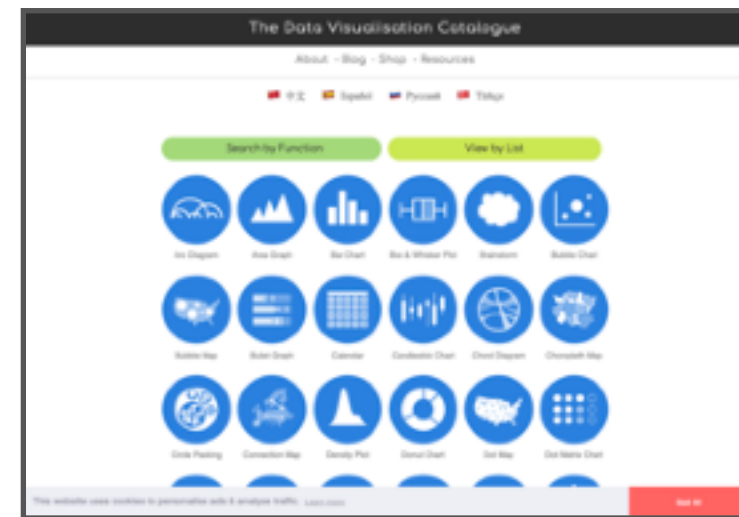 The Data Visualisation Catalogue
About - Blog - Shop - Resources
中文 Español Русский Türkçe
Search by Function View by List
Arc Diagram Area Graph Bar Chart Box & Whisker Plot Brainstorm Bubble Chart
Bubble Map Bullet Graph Calendar Candlestick Chart Chord Diagram Choropleth Map
Circle Packing Connection Map Density Plot Donut Chart Dot Map Dot Matrix Chart
This website uses cookies to personalise ads & analyse traffic. Learn more
Got it!